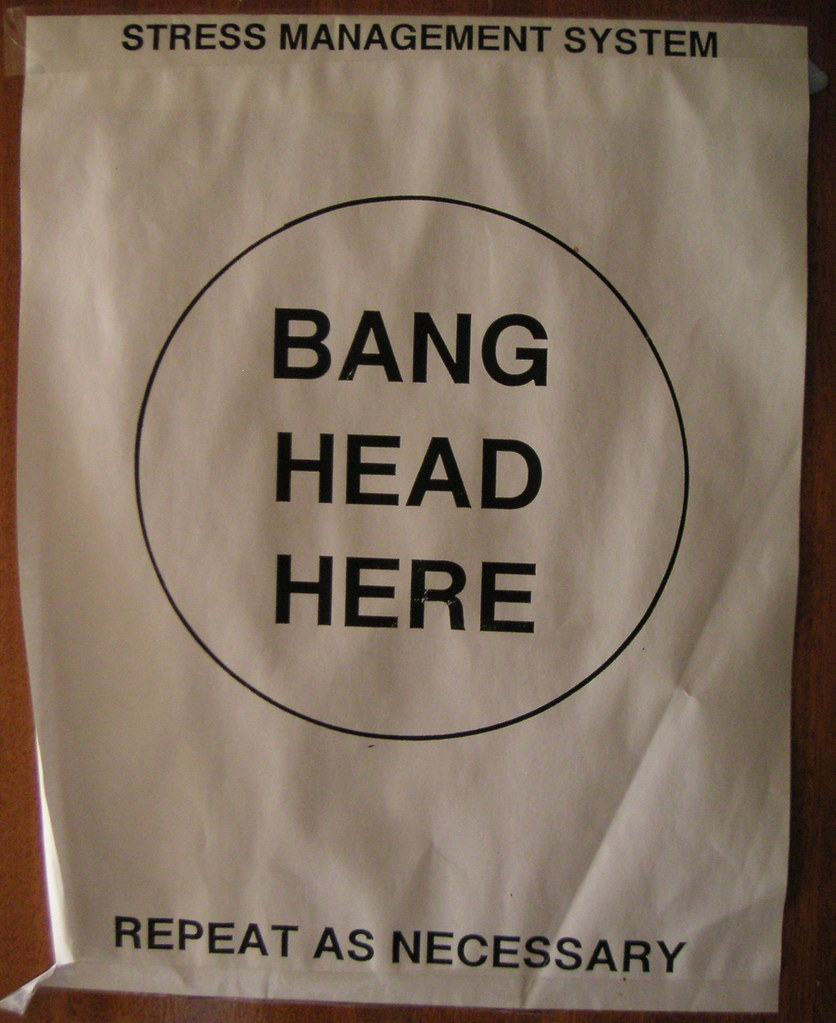 STRESS MANAGEMENT SYSTEM
BANG
HEAD
HERE
REPEAT AS NECESSARY